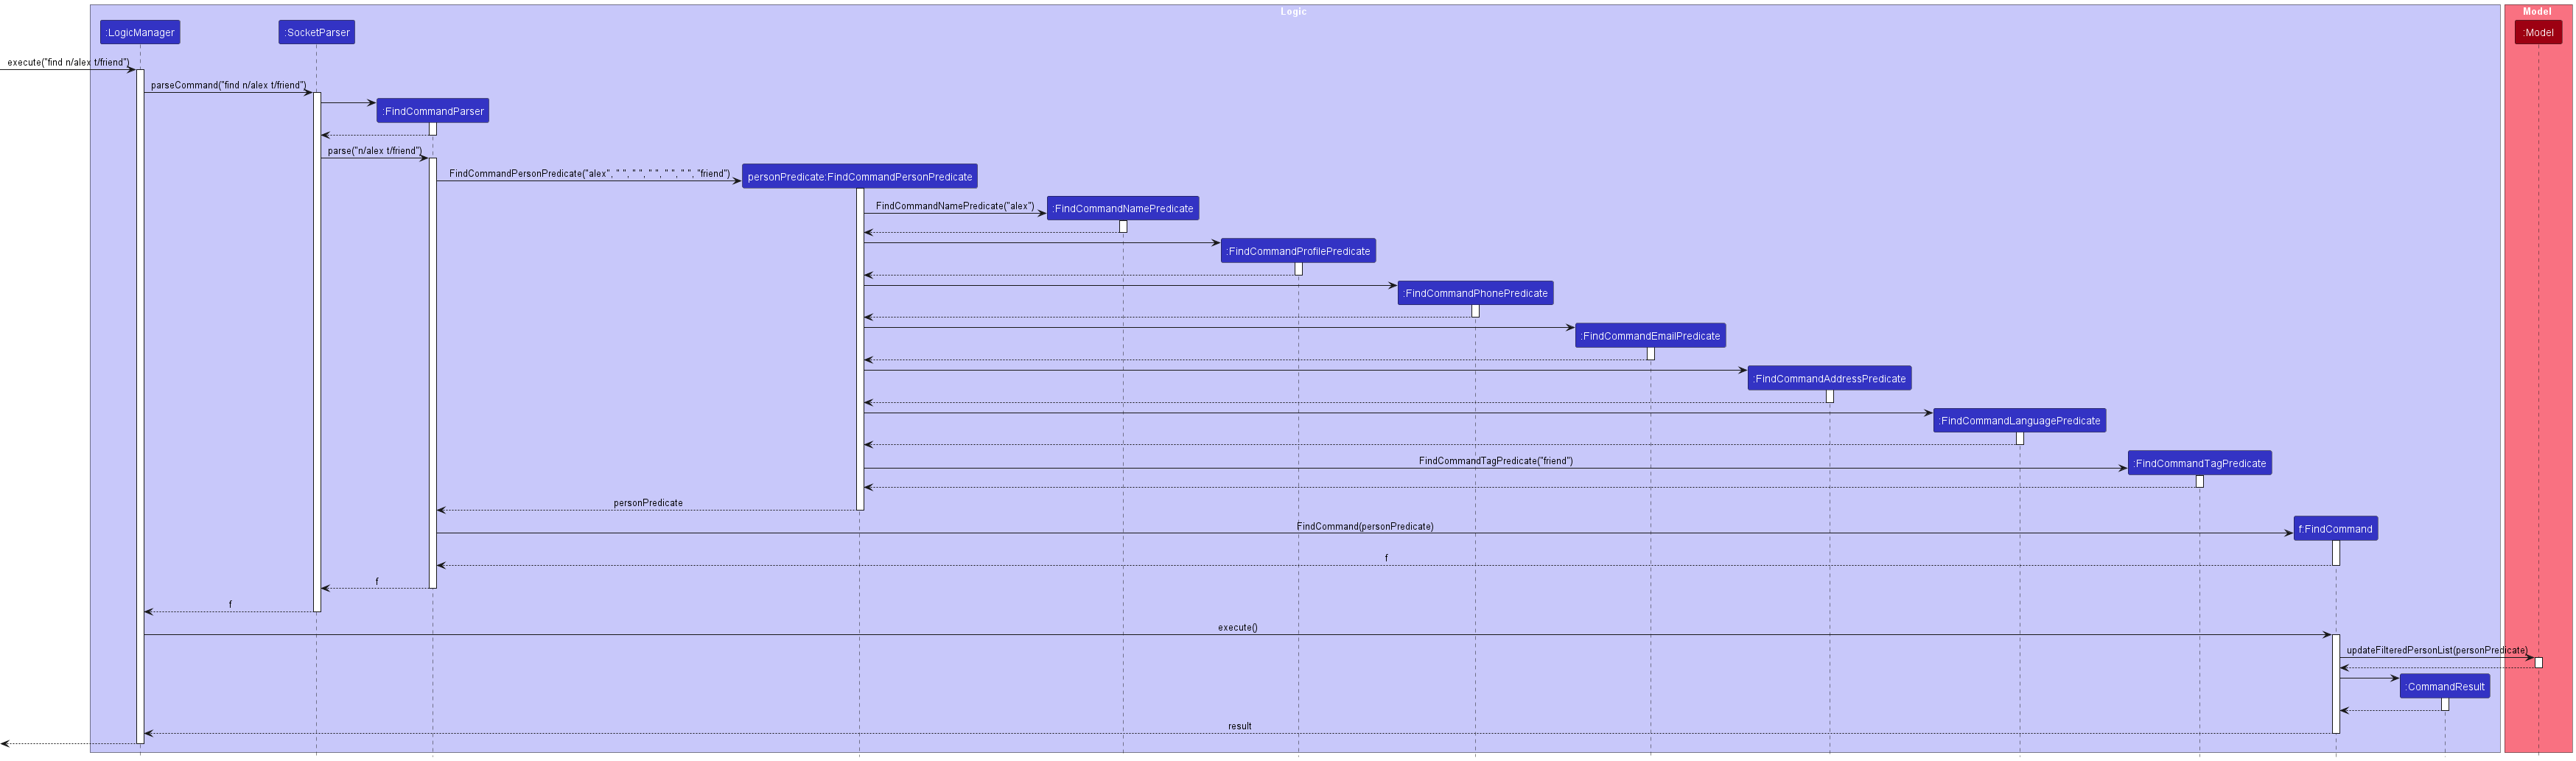 Logic
Model
:LogicManager
:SocketParser
:Model
execute("find n/alex t/friend")
parseCommand("find n/alex t/friend")
:FindCommandParser
parse("n/alex t/friend")
FindCommandPersonPredicate("alex", " ", " ", " ", " ", " ", "friend")
personPredicate:FindCommandPersonPredicate
FindCommandNamePredicate("alex")
:FindCommandNamePredicate
:FindCommandProfilePredicate
:FindCommandPhonePredicate
:FindCommandEmailPredicate
:FindCommandAddressPredicate
:FindCommandLanguagePredicate
FindCommandTagPredicate("friend")
:FindCommandTagPredicate
personPredicate
FindCommand(personPredicate)
f:FindCommand
f
f
f
execute()
updateFilteredPersonList(personPredicate)
:CommandResult
result